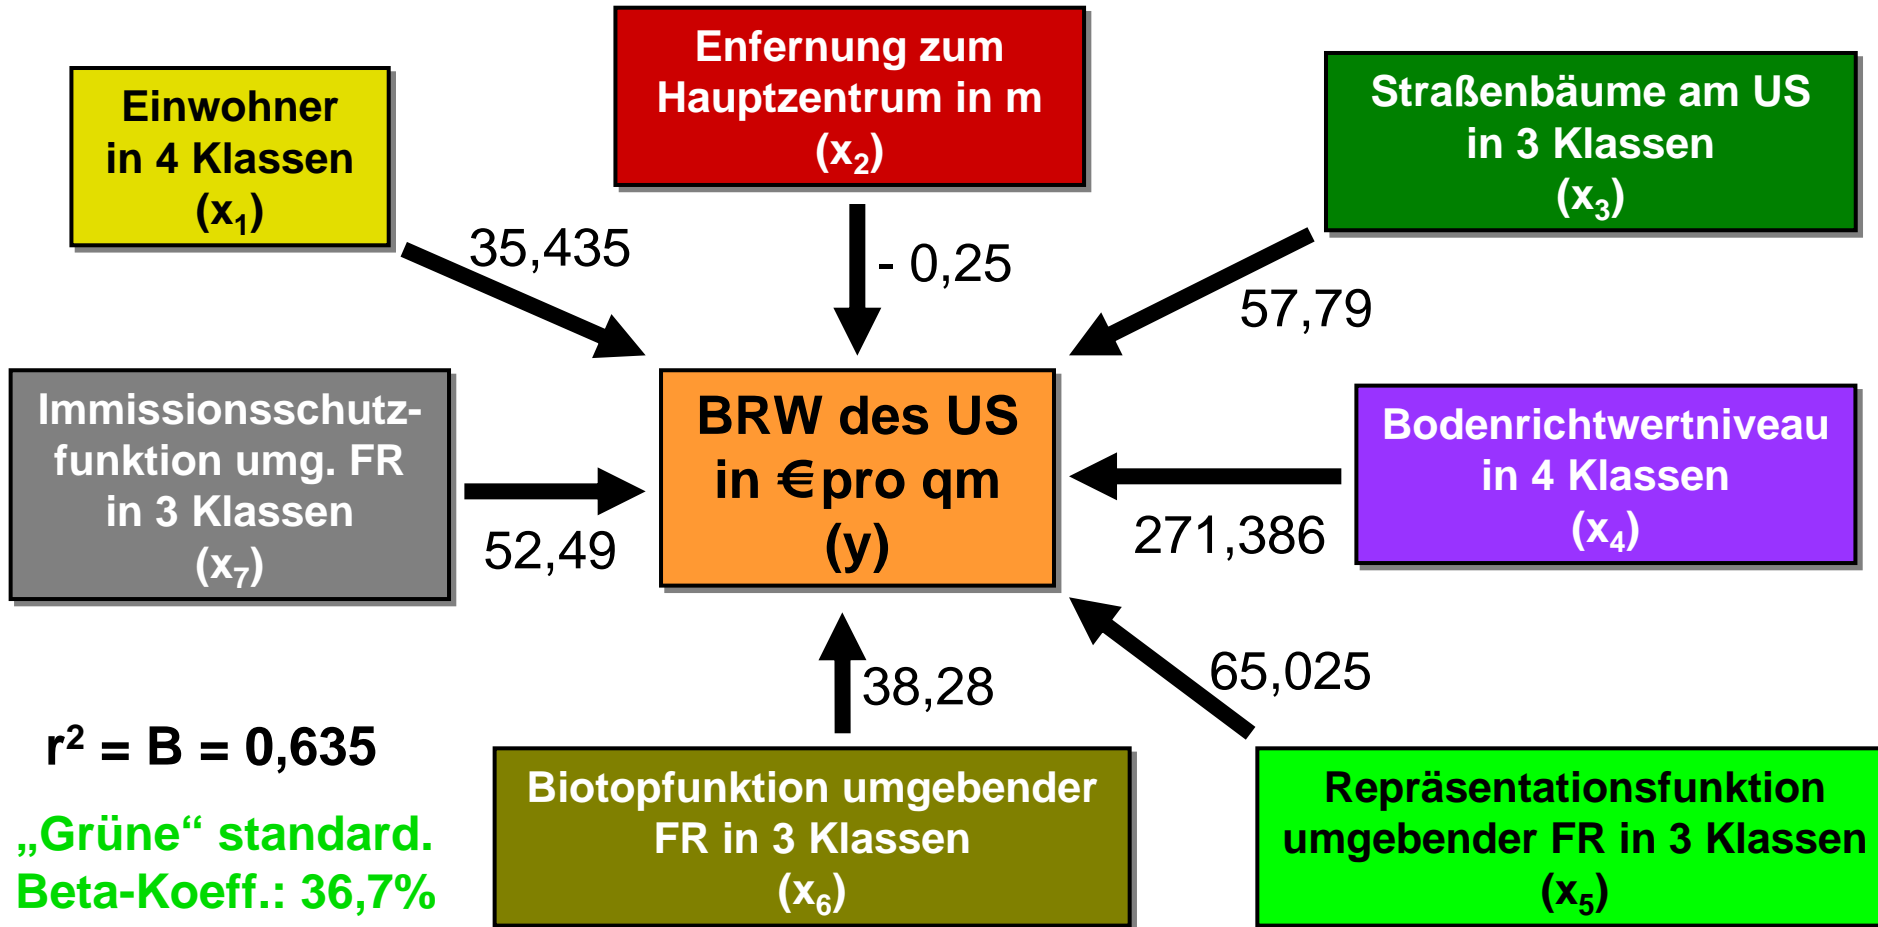 Einwohner
in 4 Klassen
(x₁)
Enfernung zum
Hauptzentrum in m
(x₂)
Straßenbäume am US
in 3 Klassen
(x₃)
35,435
- 0,25
57,79
Immissionsschutz-
funktion umg. FR
in 3 Klassen
(x₇)
52,49
BRW des US
in € pro qm
(y)
Bodenrichtwertniveau
in 4 Klassen
(x₄)
271,386
38,28
65,025
r² = B = 0,635
„Grüne“ standard.
Beta-Koeff.: 36,7%
Biotopfunktion umgebender
FR in 3 Klassen
(x₆)
Repräsentationsfunktion
umgebender FR in 3 Klassen
(x₅)